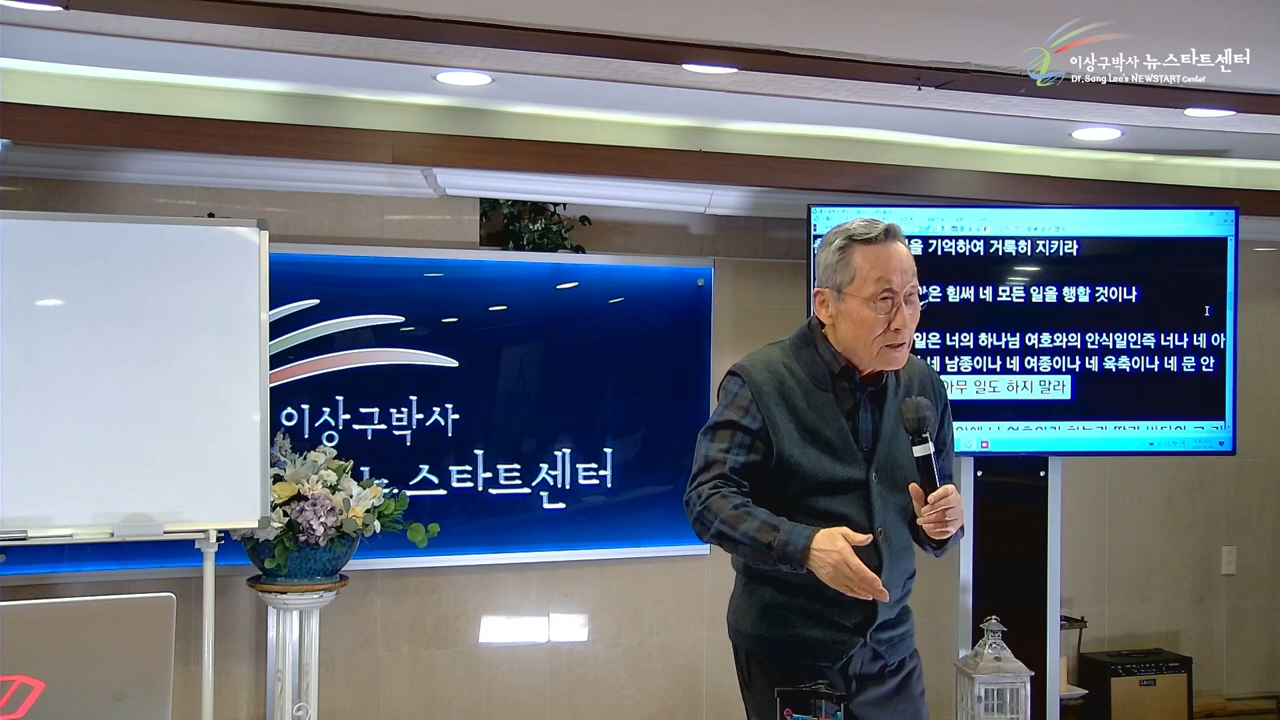 이상구박사 뉴스타트센터
Dr. Sang Lee's NEWSTART Center
을 기억하여 거룩히 지키라
은 힘써 네 모든 일을 행할 것이나
일은 너의 하나님 여호와의 안식일인즉 너나 네 아
네 남종이나 네 여종이나 네 육축이나 네 문 안
아무 일도 하지 말라
이상구박사
뉴스타트센터